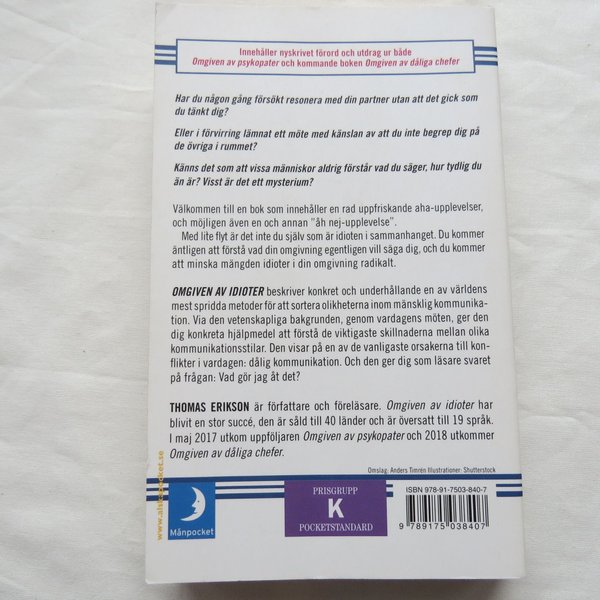 Innehåller nyskrivet förord och utdrag ur både
Omgiven av psykopater och kommande boken Omgiven av dåliga chefer
Har du någon gång försökt resonera med din partner utan att det gick som
du tänkt dig?
Eller i förvirring lämnat ett möte med känslan av att du inte begrep dig på
de övriga i rummet?
Känns det som att vissa människor aldrig förstår vad du säger, hur tydlig du
än är? Visst är det ett mysterium?
Välkommen till en bok som innehåller en rad uppfriskande aha-upplevelser,
och möjligen även en och annan ”åh nej-upplevelse”.
Med lite flyt är det inte du själv som är idioten i sammanhanget. Du kommer
äntligen att förstå vad din omgivning egentligen vill säga dig, och du kommer
att minska mängden idioter i din omgivning radikalt.
OMGIVEN AV IDIOTER beskriver konkret och underhållande en av världens
mest spridda metoder för att sortera olikheterna inom mänsklig kommunika-
tion. Via den vetenskapliga bakgrunden, genom vardagens möten, ger den
dig konkreta hjälpmedel att förstå de viktigaste skillnaderna mellan olika
kommunikationsstilar. Den visar på en av de vanligaste orsakerna till kon-
flikter i vardagen: dålig kommunikation. Och den ger dig som läsare svaret
på frågan: Vad gör jag åt det?
THOMAS ERIKSON är författare och föreläsare. Omgiven av idioter har
blivit en stor succé, den är såld till 40 länder och är översatt till 19 språk.
I maj 2017 utkom uppföljaren Omgiven av psykopater och 2018 utkommer
Omgiven av dåliga chefer.
Omslag: Anders Timrén Illustrationer: Shutterstock
Månpocket
PRISGRUPP
K
POCKETSTANDARD
ISBN 978-91-7503-840-7
9 789175 038407